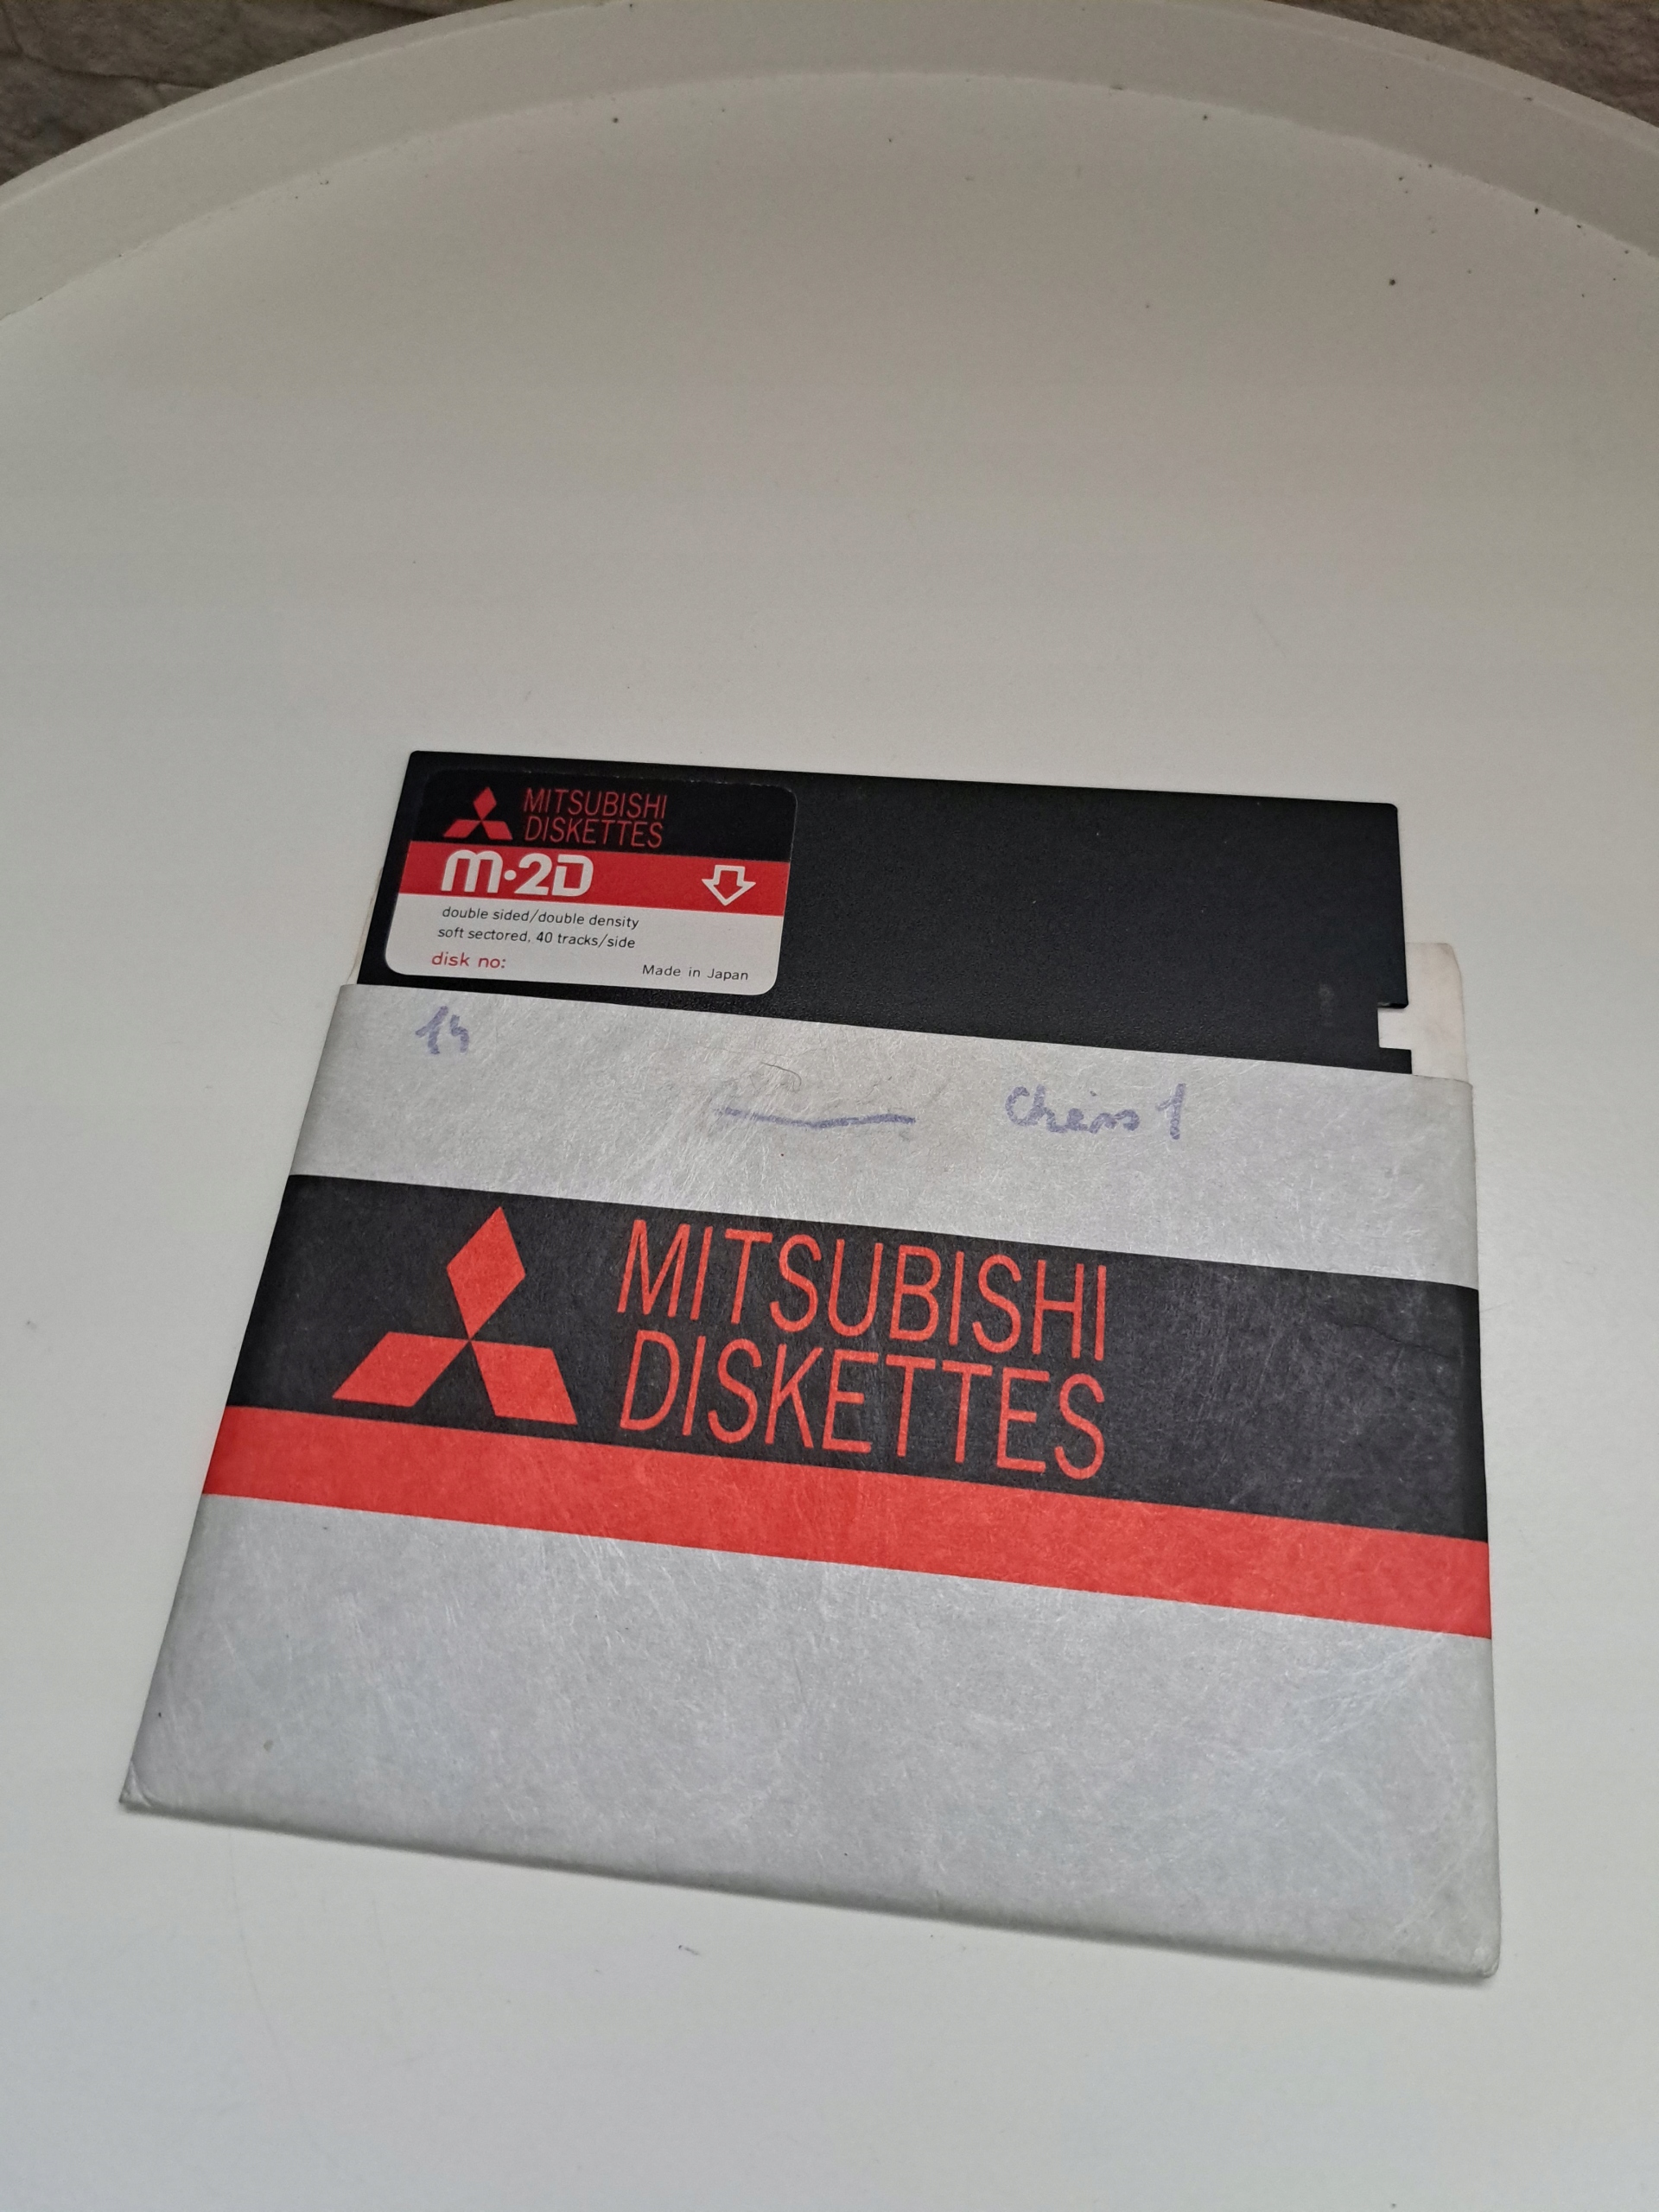 MITSUBISHI
DISKETTES
M·2D
double sided/double density
soft sectored, 40 tracks/side
disk no:
Made in Japan
Chess 1
MITSUBISHI
DISKETTES